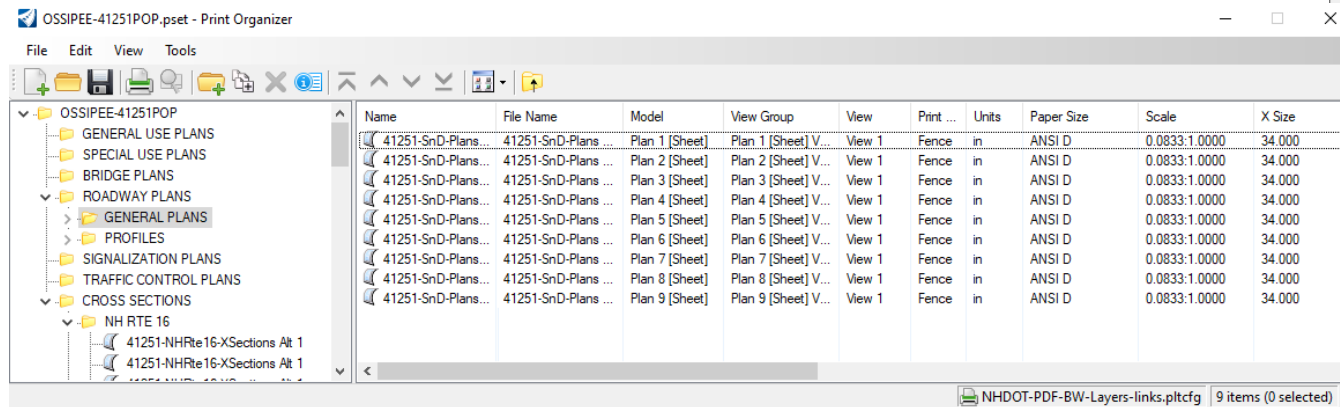 OSSIPEE-41251POP.pset - Print Organizer
File Edit View Tools
OSSIPEE-41251POP
GENERAL USE PLANS
SPECIAL USE PLANS
BRIDGE PLANS
ROADWAY PLANS
GENERAL PLANS
PROFILES
SIGNALIZATION PLANS
TRAFFIC CONTROL PLANS
CROSS SECTIONS
NH RTE 16
41251-NHRte16-XSections Alt 1
41251-NHRte16-XSections Alt 1
Name File Name Model View Group View Print ... Units Paper Size Scale X Size
41251-SnD-Plans... 41251-SnD-Plans ... Plan 1 [Sheet] Plan 1 [Sheet] V... View 1 Fence in ANSI D 0.0833:1.0000 34.000
41251-SnD-Plans... 41251-SnD-Plans ... Plan 2 [Sheet] Plan 2 [Sheet] V... View 1 Fence in ANSI D 0.0833:1.0000 34.000
41251-SnD-Plans... 41251-SnD-Plans ... Plan 3 [Sheet] Plan 3 [Sheet] V... View 1 Fence in ANSI D 0.0833:1.0000 34.000
41251-SnD-Plans... 41251-SnD-Plans ... Plan 4 [Sheet] Plan 4 [Sheet] V... View 1 Fence in ANSI D 0.0833:1.0000 34.000
41251-SnD-Plans... 41251-SnD-Plans ... Plan 5 [Sheet] Plan 5 [Sheet] V... View 1 Fence in ANSI D 0.0833:1.0000 34.000
41251-SnD-Plans... 41251-SnD-Plans ... Plan 6 [Sheet] Plan 6 [Sheet] V... View 1 Fence in ANSI D 0.0833:1.0000 34.000
41251-SnD-Plans... 41251-SnD-Plans ... Plan 7 [Sheet] Plan 7 [Sheet] V... View 1 Fence in ANSI D 0.0833:1.0000 34.000
41251-SnD-Plans... 41251-SnD-Plans ... Plan 8 [Sheet] Plan 8 [Sheet] V... View 1 Fence in ANSI D 0.0833:1.0000 34.000
41251-SnD-Plans... 41251-SnD-Plans ... Plan 9 [Sheet] Plan 9 [Sheet] V... View 1 Fence in ANSI D 0.0833:1.0000 34.000
NHDOT-PDF-BW-Layers-links.pltcfg 9 items (0 selected)